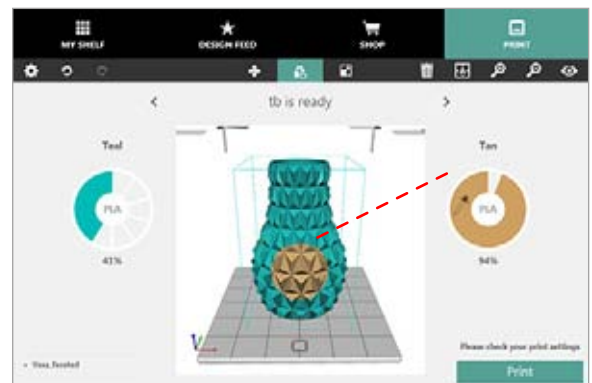 MY SHELF
DESIGN FEED
SHOP
PRINT
tb is ready
Teal
PLA
41%
Tan
PLA
94%
Please check your print settings
Vase_Faceted
Print